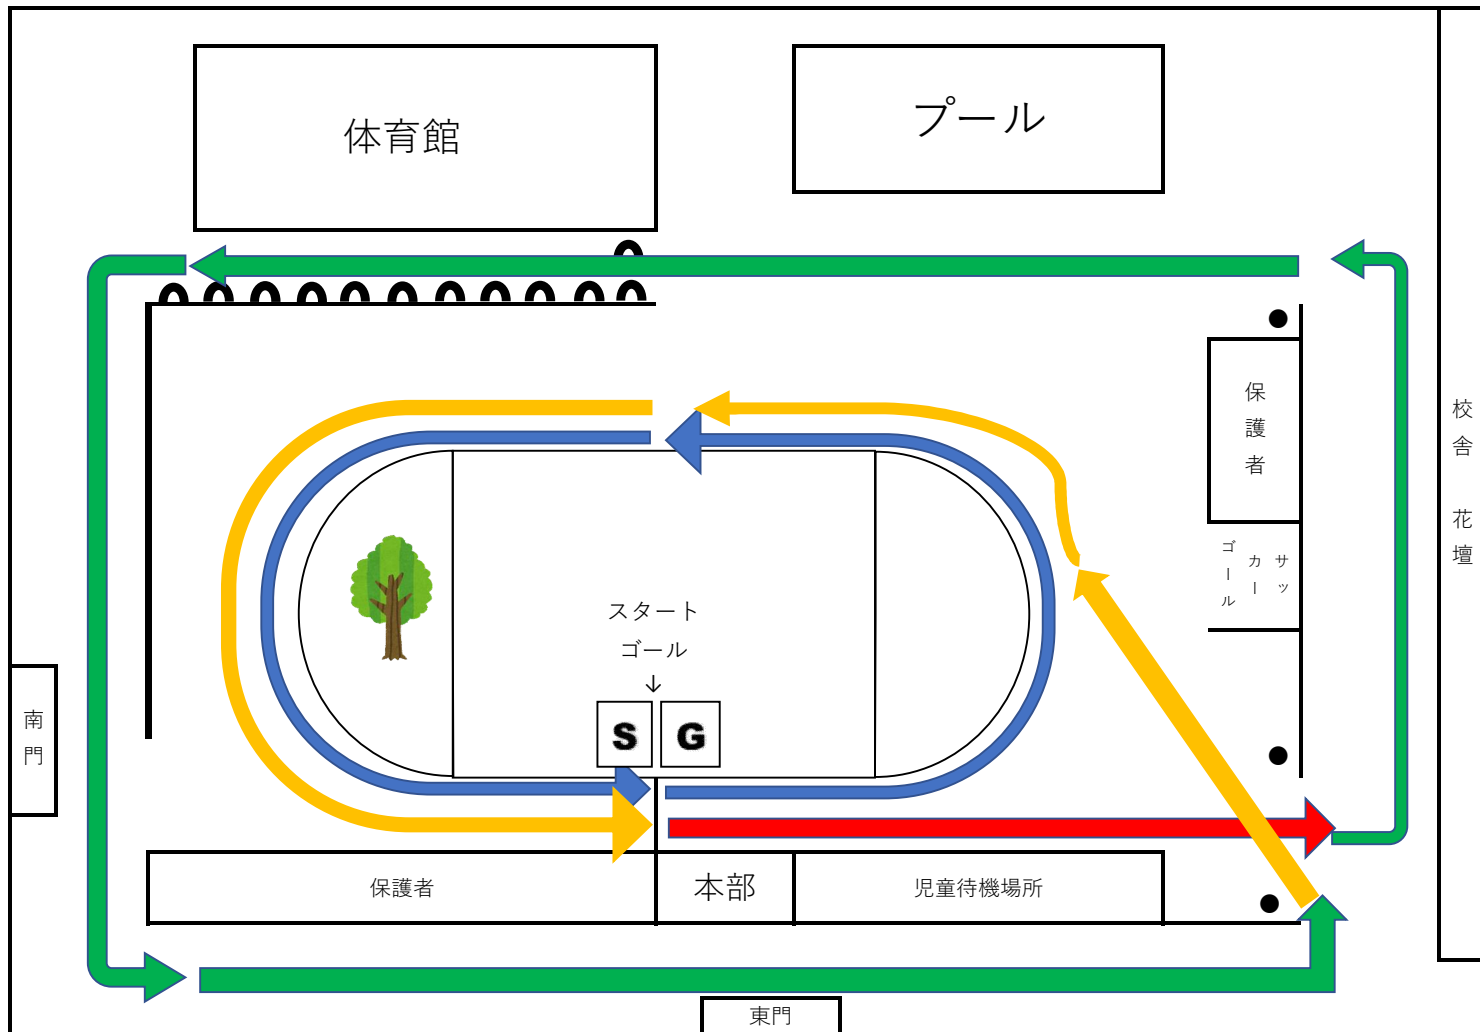 体育館
プール
保護者
校舎　花壇
サッカーゴール
スタート
ゴール
↓
S G
南門
保護者
本部
児童待機場所
東門